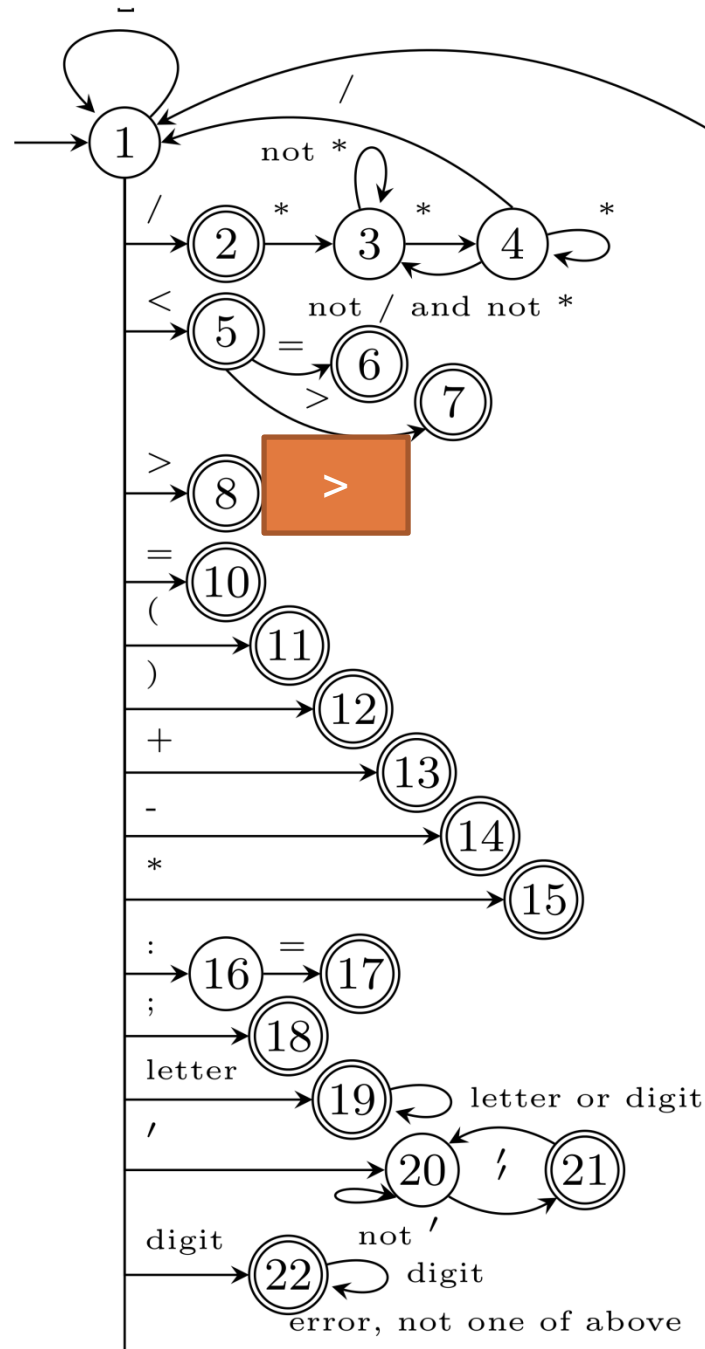 /
1
not *
/ 2 * 3 * 4 *
< 5 = 6 not / and not *
> 7
> 8 >
= 10
( 11
) 12
+ 13
- 14
* 15
: 16 = 17
; 18
letter 19 letter or digit
' 20 ' ' 21
not '
digit 22 digit
error, not one of above